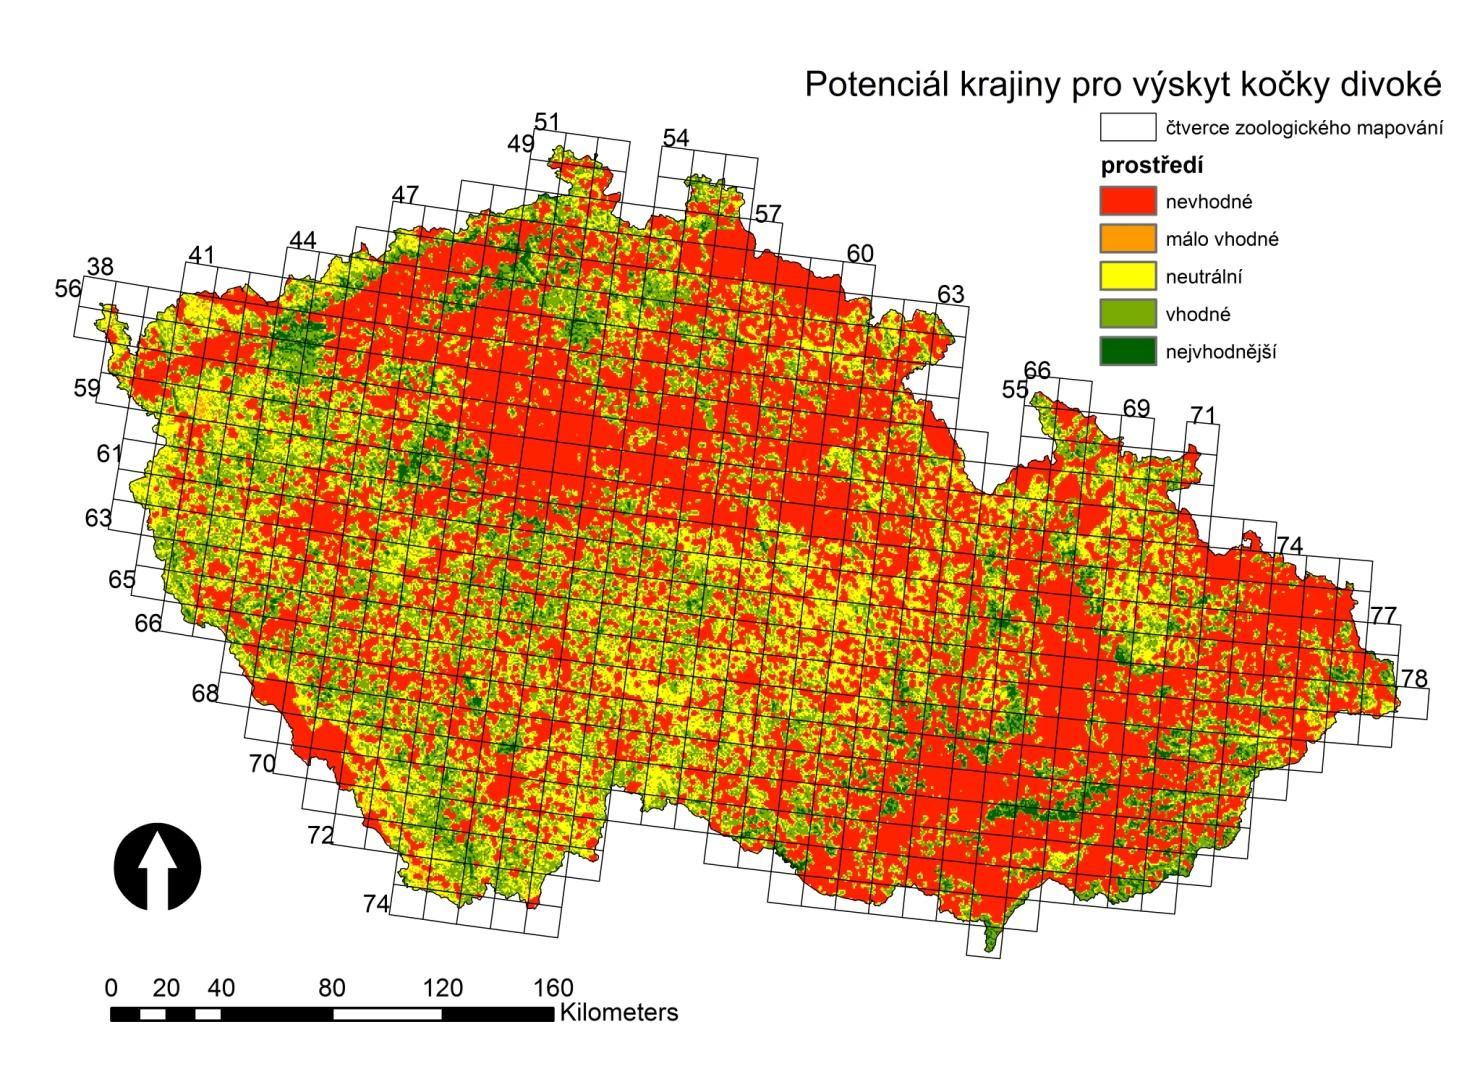 Potenciál krajiny pro výskyt kočky divoké
čtverce zoologického mapování
prostředí
nevhodné
málo vhodné
neutrální
vhodné
nejvhodnější
51
49
54
47
57
44
41
60
38
56
63
59
66
55
69
71
61
63
74
65
77
66
78
68
70
72
74
0 20 40 80 120 160
Kilometers